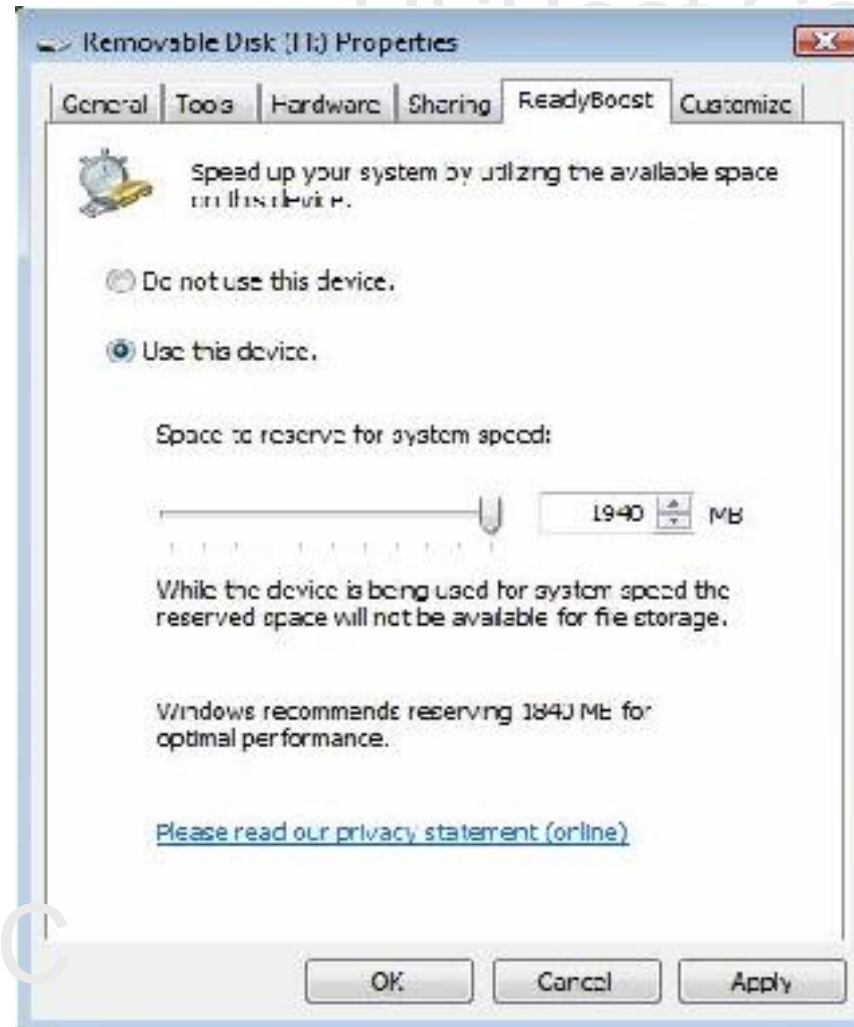 Removable Disk (H:) Properties
General Tools Hardware Sharing ReadyBoost Customize
Speed up your system by utilizing the available space
on this device.
Do not use this device.
Use this device.
Space to reserve for system speed:
1940 MB
While the device is being used for system speed the
reserved space will not be available for file storage.
Windows recommends reserving 1840 MB for
optimal performance.
Please read our privacy statement (online)
OK Cancel Apply